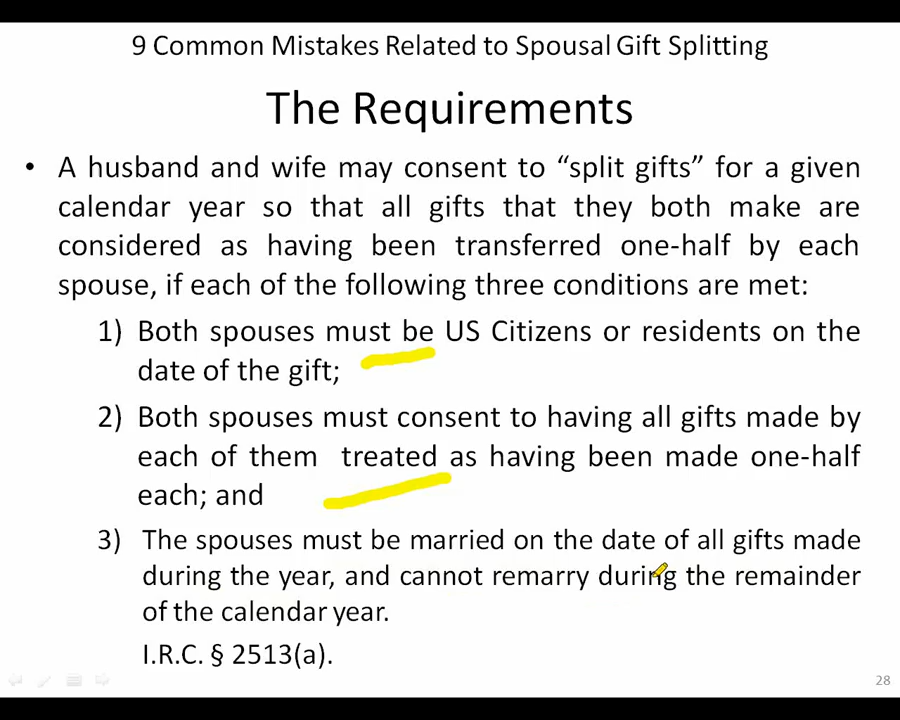 9 Common Mistakes Related to Spousal Gift Splitting
The Requirements
• A husband and wife may consent to “split gifts” for a given
calendar year so that all gifts that they both make are
considered as having been transferred one-half by each
spouse, if each of the following three conditions are met:
1) Both spouses must be US Citizens or residents on the
date of the gift;
2) Both spouses must consent to having all gifts made by
each of them treated as having been made one-half
each; and
3) The spouses must be married on the date of all gifts made
during the year, and cannot remarry during the remainder
of the calendar year.
I.R.C. § 2513(a).
28